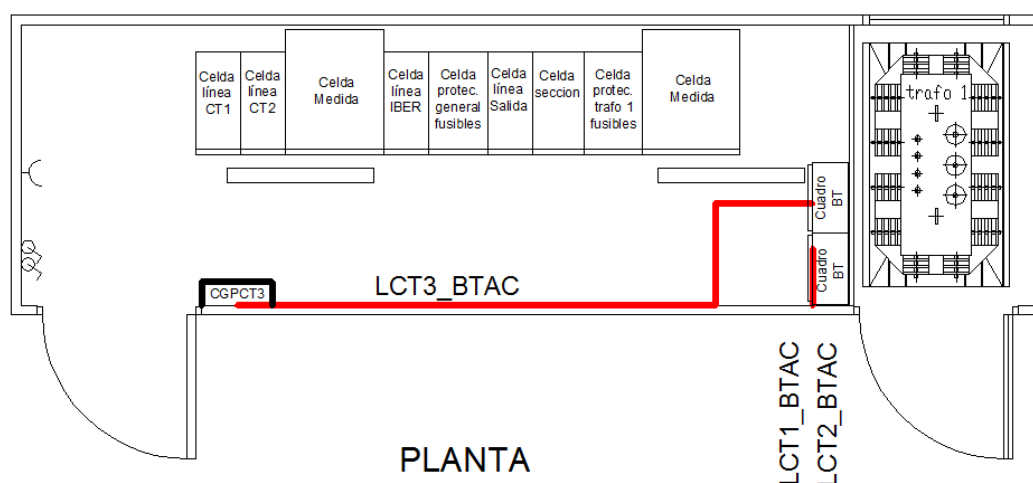 Celda
línea
CT1
Celda
línea
CT2
Celda
Medida
Celda
línea
IBER
Celda
protec.
general
fusibles
Celda
línea
Salida
Celda
seccion
Celda
protec.
trafo 1
fusibles
Celda
Medida
trafo 1
Cuadro
BT
Cuadro
BT
CGPCT3
LCT3_BTAC
LCT1_BTAC
LCT2_BTAC
PLANTA